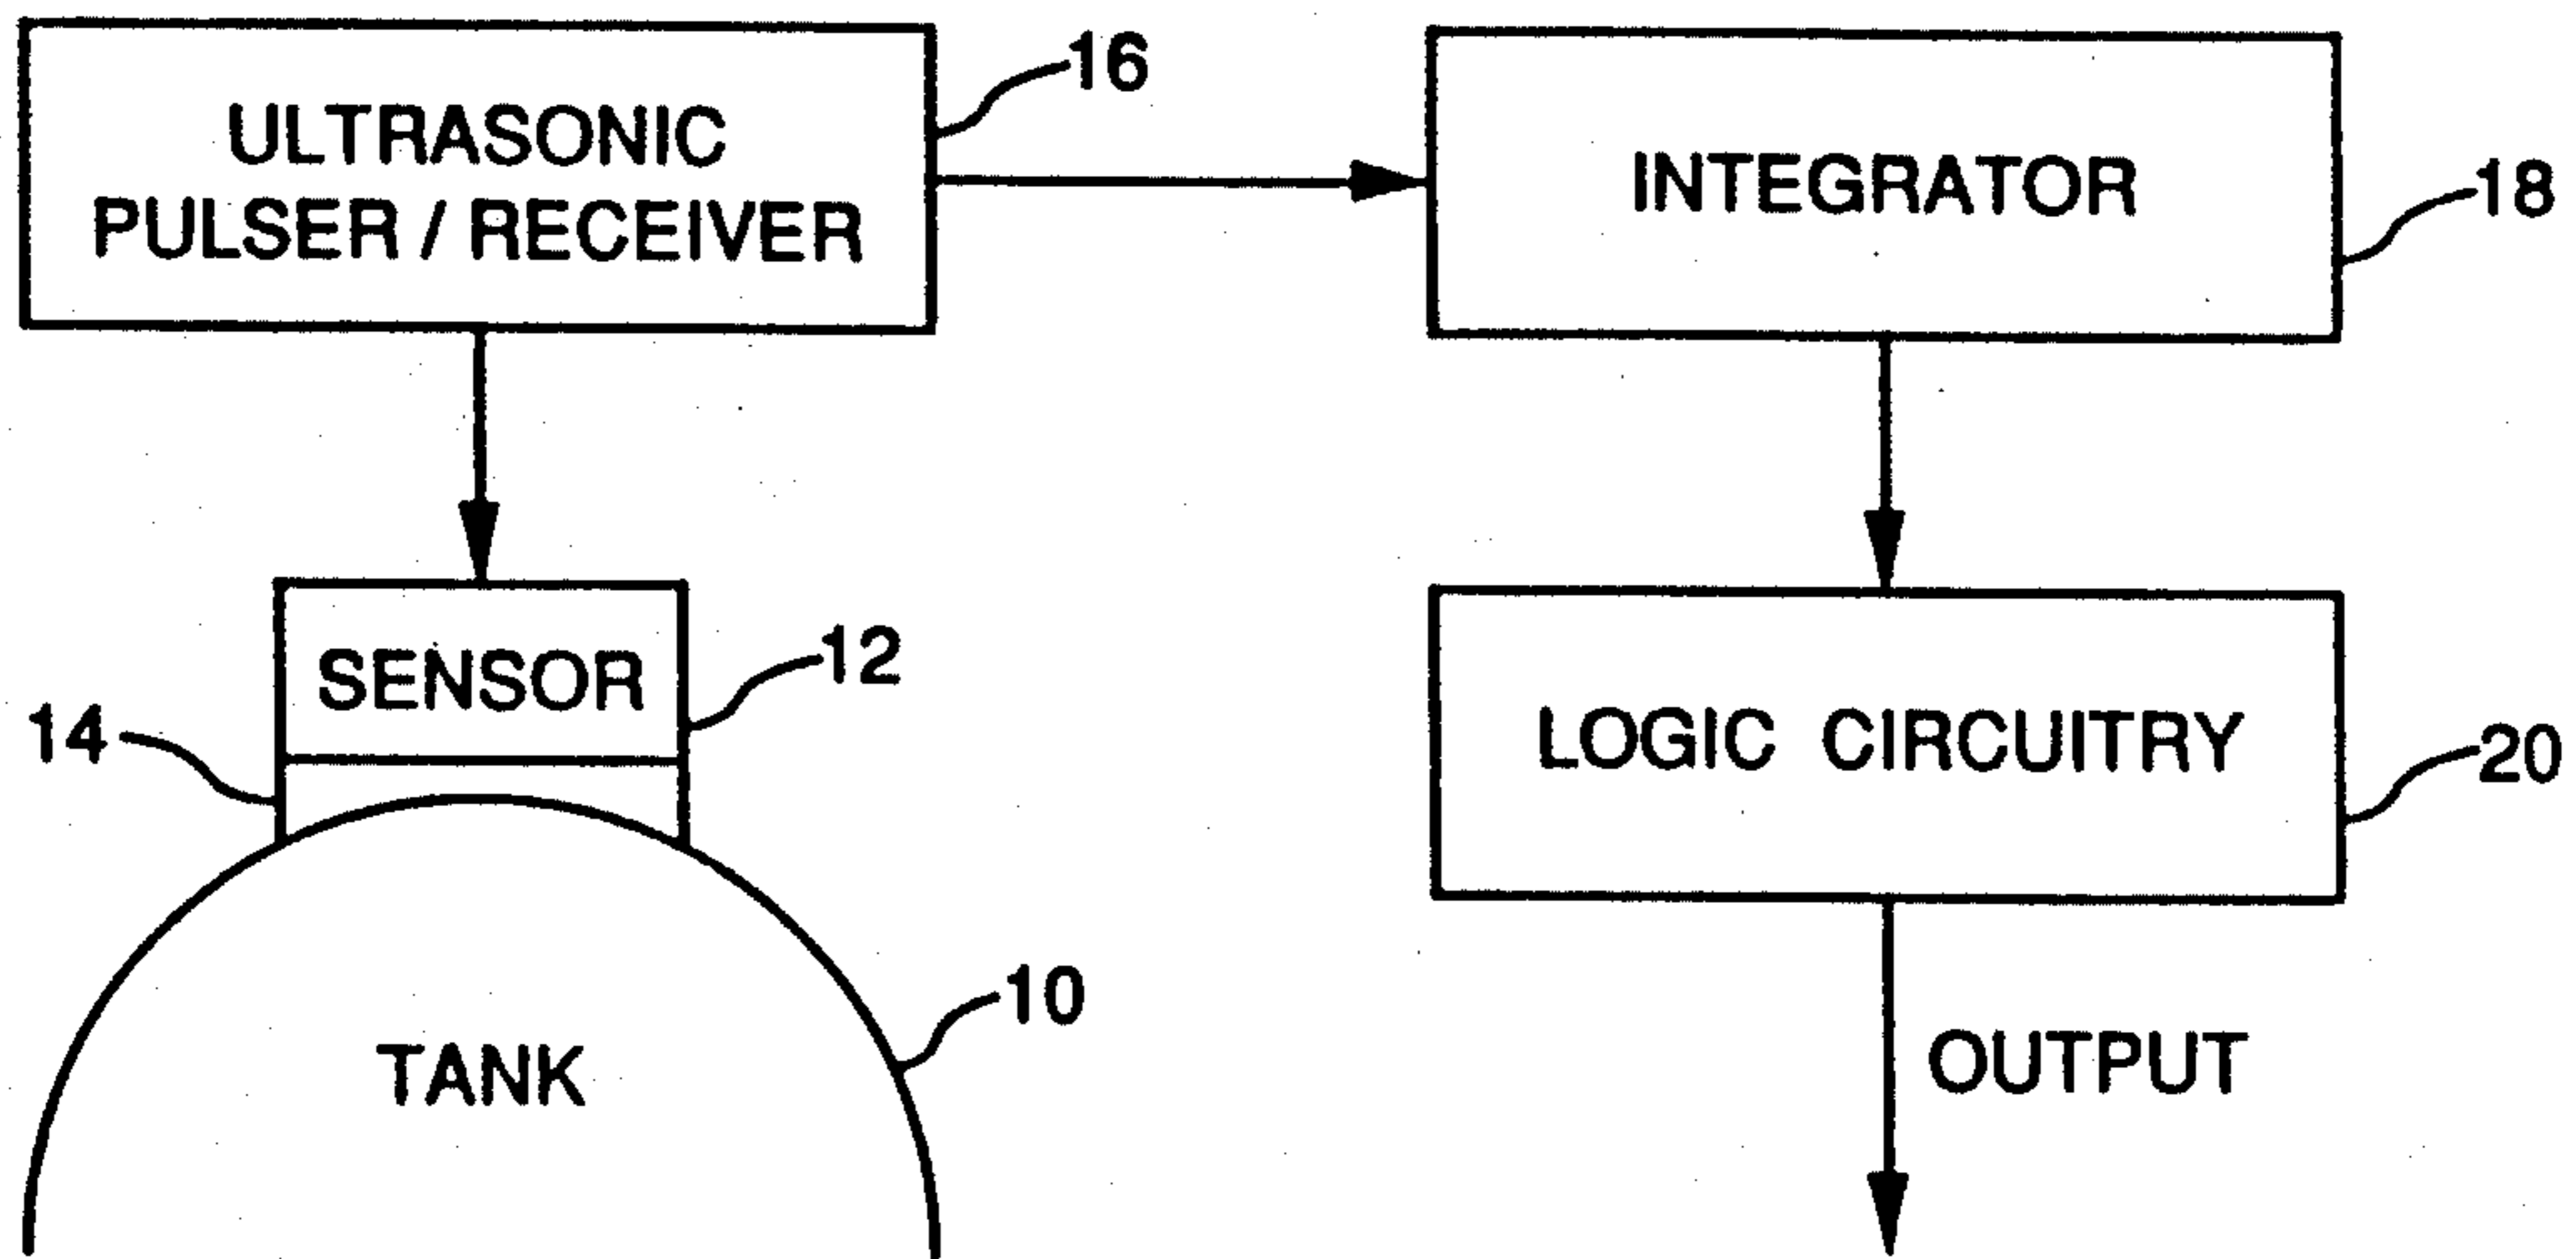 ULTRASONIC
PULSER / RECEIVER
16
INTEGRATOR
18
SENSOR
12
14
LOGIC CIRCUITRY
20
TANK
10
OUTPUT